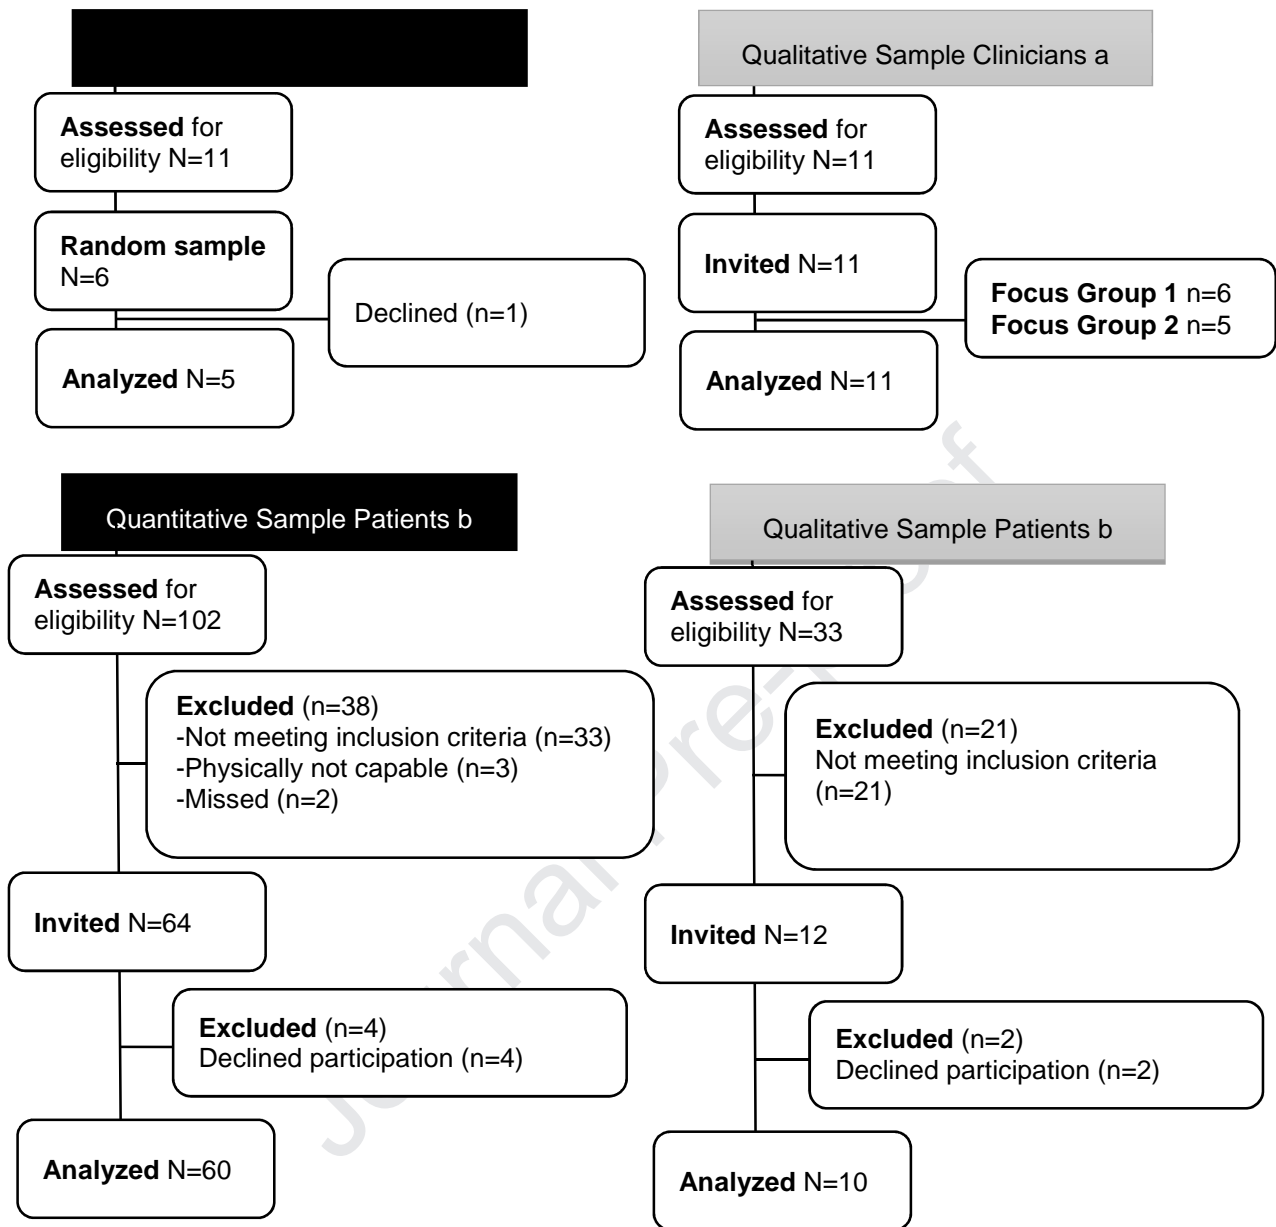 Qualitative Sample Clinicians a
Assessed for
eligibility N=11
Random sample
N=6
Declined (n=1)
Analyzed N=5
Assessed for
eligibility N=11
Invited N=11
Focus Group 1 n=6
Focus Group 2 n=5
Analyzed N=11
Quantitative Sample Patients b
Assessed for
eligibility N=102
Excluded (n=38)
-Not meeting inclusion criteria (n=33)
-Physically not capable (n=3)
-Missed (n=2)
Invited N=64
Excluded (n=4)
Declined participation (n=4)
Analyzed N=60
Qualitative Sample Patients b
Assessed for
eligibility N=33
Excluded (n=21)
Not meeting inclusion criteria
(n=21)
Invited N=12
Excluded (n=2)
Declined participation (n=2)
Analyzed N=10